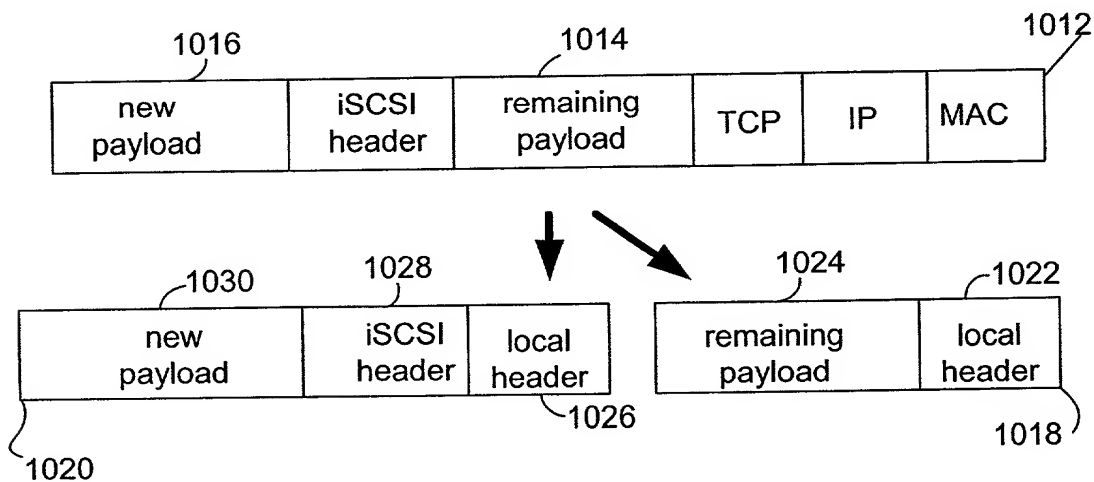 1016
1014
1012
new
payload
iSCSI
header
remaining
payload
TCP
IP
MAC
1030
1028
1024
1022
new
payload
iSCSI
header
local
header
remaining
payload
local
header
1020
1026
1018